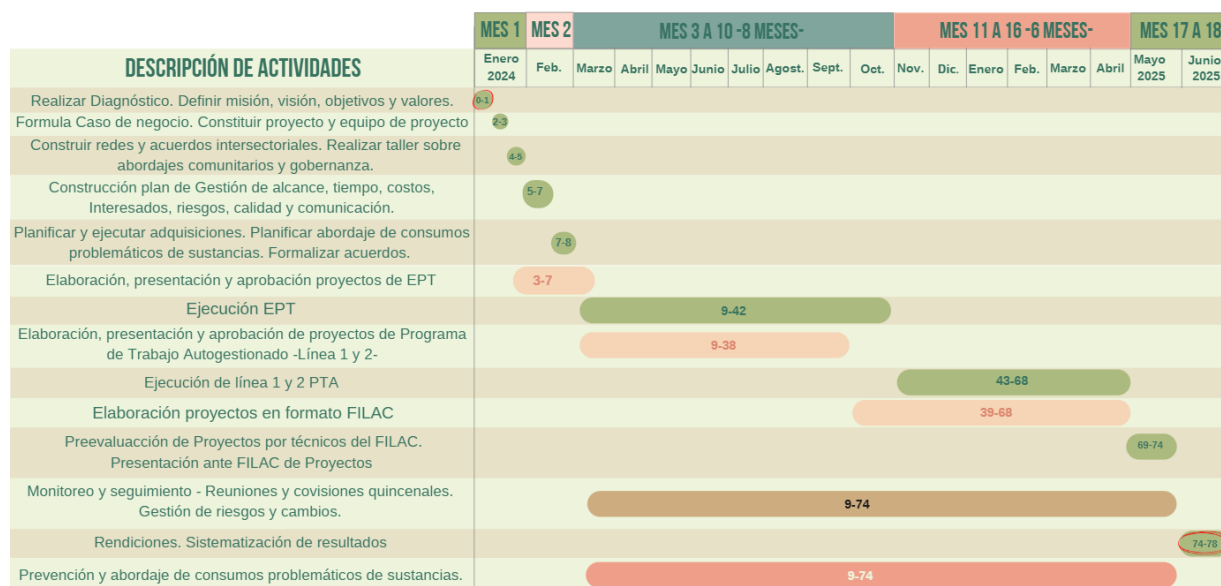 MES 1 MES 2 MES 3 A 10 -8 MESES- MES 11 A 16 -6 MESES- MES 17 A 18
DESCRIPCIÓN DE ACTIVIDADES
Enero 2024 Feb. Marzo Abril Mayo Junio Julio Agost. Sept. Oct. Nov. Dic. Enero Feb. Marzo Abril Mayo 2025 Junio 2025
Realizar Diagnóstico. Definir misión, visión, objetivos y valores.
0-1
Formula Caso de negocio. Constituir proyecto y equipo de proyecto
2-3
Construir redes y acuerdos intersectoriales. Realizar taller sobre
abordajes comunitarios y gobernanza.
4-5
Construcción plan de Gestión de alcance, tiempo, costos,
Interesados, riesgos, calidad y comunicación.
5-7
Planificar y ejecutar adquisiciones. Planificar abordaje de consumos
problemáticos de sustancias. Formalizar acuerdos.
7-8
Elaboración, presentación y aprobación proyectos de EPT
3-7
Ejecución EPT
9-42
Elaboración, presentación y aprobación de proyectos de Programa
de Trabajo Autogestionado -Línea 1 y 2-
9-38
Ejecución de línea 1 y 2 PTA
43-68
Elaboración proyectos en formato FILAC
39-68
Preevaluacción de Proyectos por técnicos del FILAC.
Presentación ante FILAC de Proyectos
69-74
Monitoreo y seguimiento - Reuniones y covisiones quincenales.
Gestión de riesgos y cambios.
9-74
Rendiciones. Sistematización de resultados
74-78
Prevención y abordaje de consumos problemáticos de sustancias.
9-74